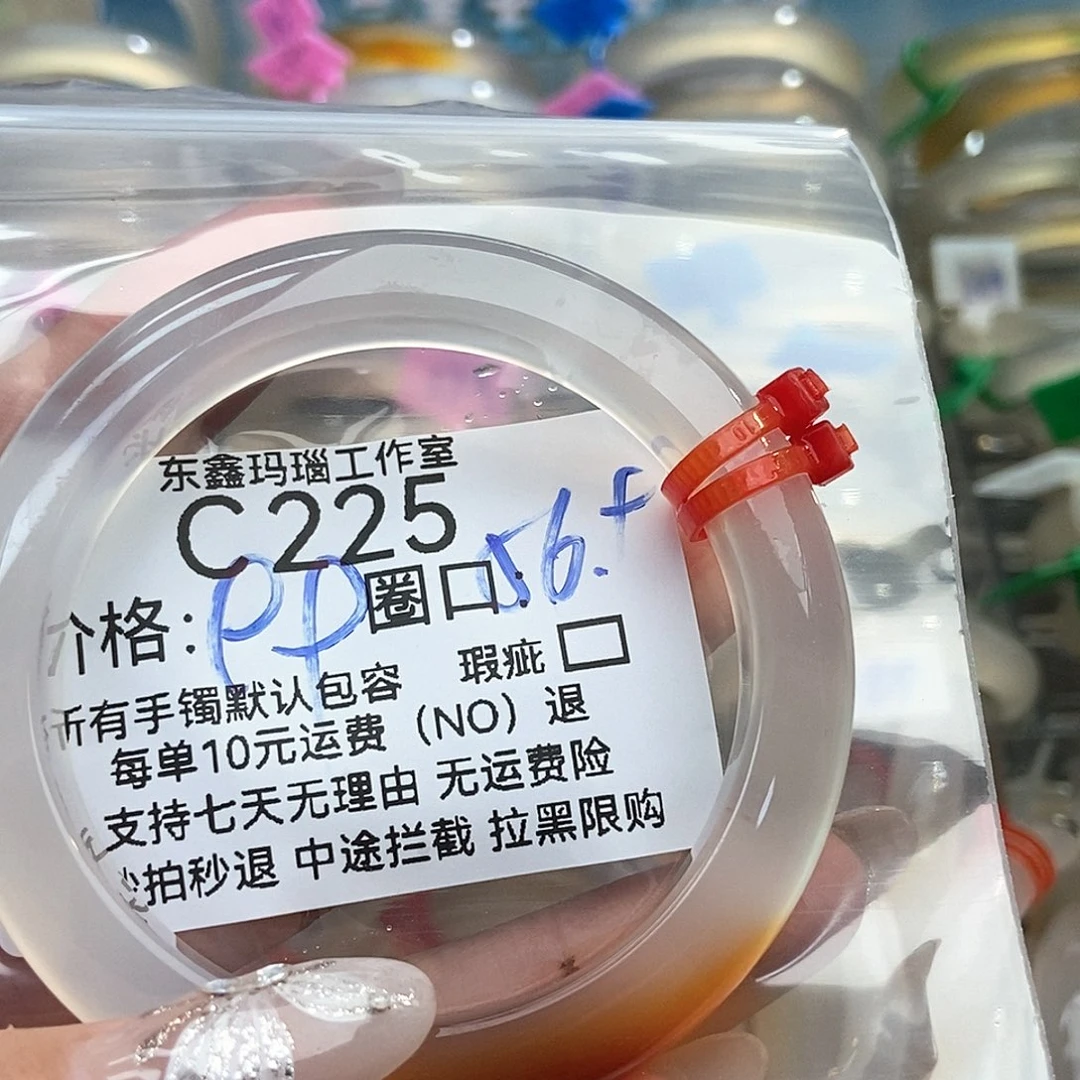 东鑫玛瑙工作室
C225
价格: PP 圈口: 56.5
瑕疵
所有手镯默认包容
每单10元运费（NO）退
支持七天无理由 无运费险
秒拍秒退 中途拦截 拉黑限购